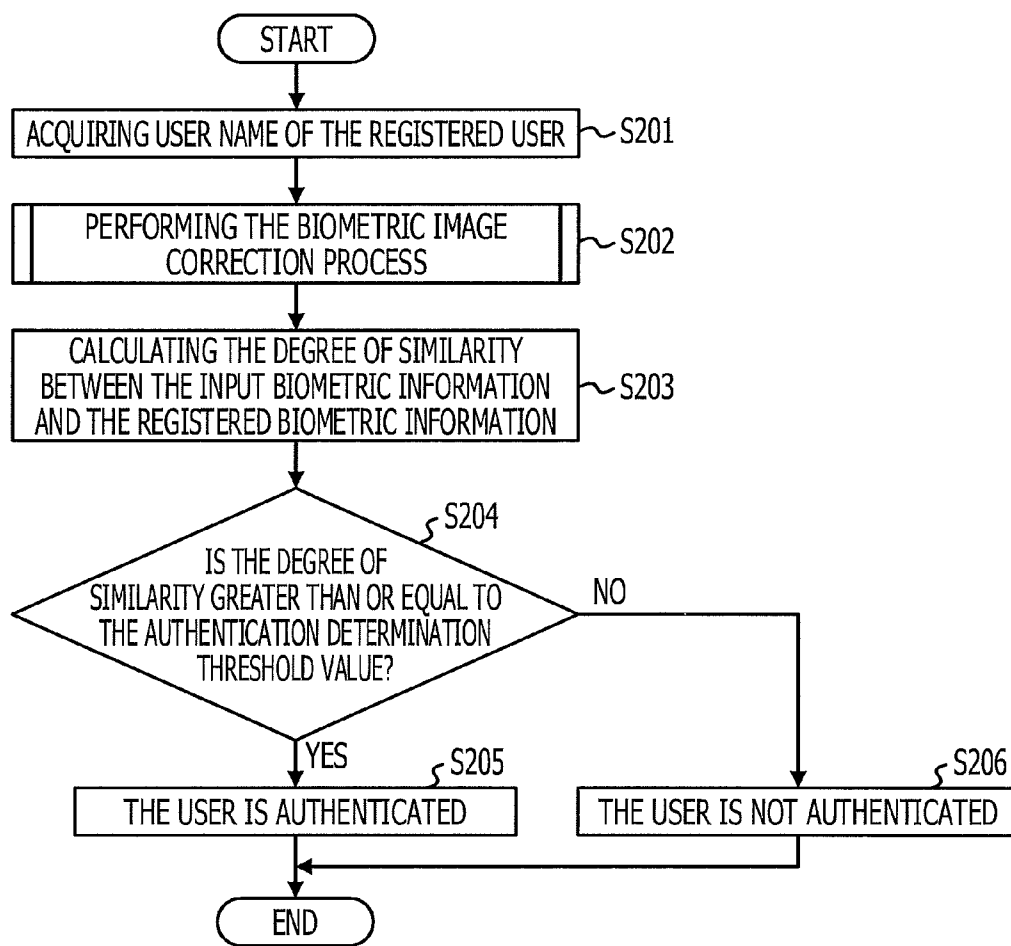 START
ACQUIRING USER NAME OF THE REGISTERED USER
S201
PERFORMING THE BIOMETRIC IMAGE
CORRECTION PROCESS
S202
CALCULATING THE DEGREE OF SIMILARITY
BETWEEN THE INPUT BIOMETRIC INFORMATION
AND THE REGISTERED BIOMETRIC INFORMATION
S203
S204
IS THE DEGREE OF
SIMILARITY GREATER THAN OR EQUAL TO
THE AUTHENTICATION DETERMINATION
THRESHOLD VALUE?
NO
YES
S205
THE USER IS AUTHENTICATED
S206
THE USER IS NOT AUTHENTICATED
END